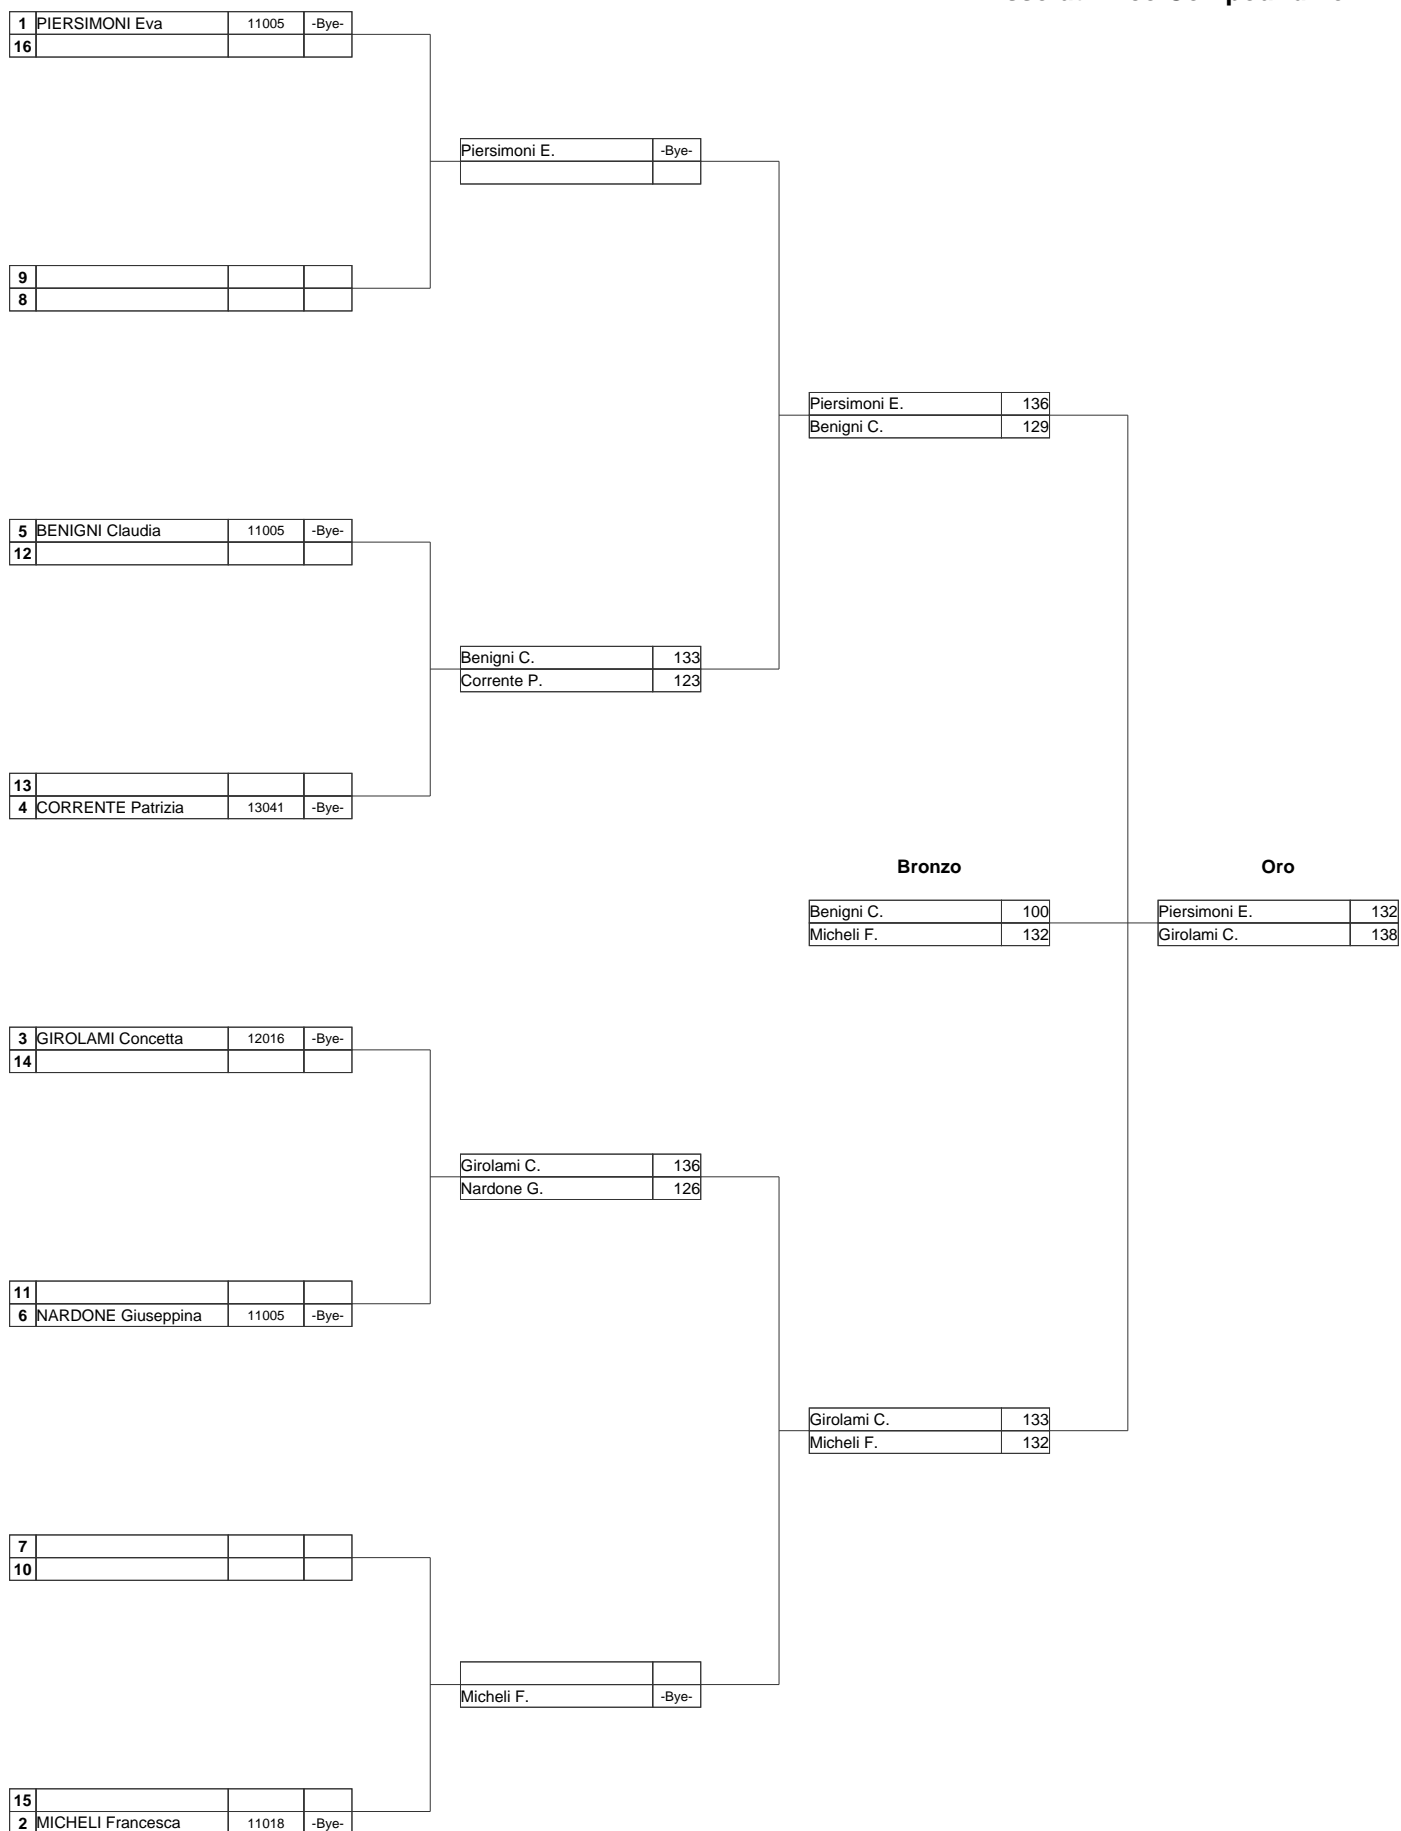 1 PIERSIMONI Eva 11005 -Bye-
16
Piersimoni E. -Bye-
9
8
Piersimoni E. 136
Benigni C. 129
5 BENIGNI Claudia 11005 -Bye-
12
Benigni C. 133
Corrente P. 123
13
4 CORRENTE Patrizia 13041 -Bye-
Bronzo Oro
Benigni C. 100 Piersimoni E. 132
Micheli F. 132 Girolami C. 138
3 GIROLAMI Concetta 12016 -Bye-
14
Girolami C. 136
Nardone G. 126
11
6 NARDONE Giuseppina 11005 -Bye-
Girolami C. 133
Micheli F. 132
7
10
Micheli F. -Bye-
15
2 MICHELI Francesca 11018 -Bye-